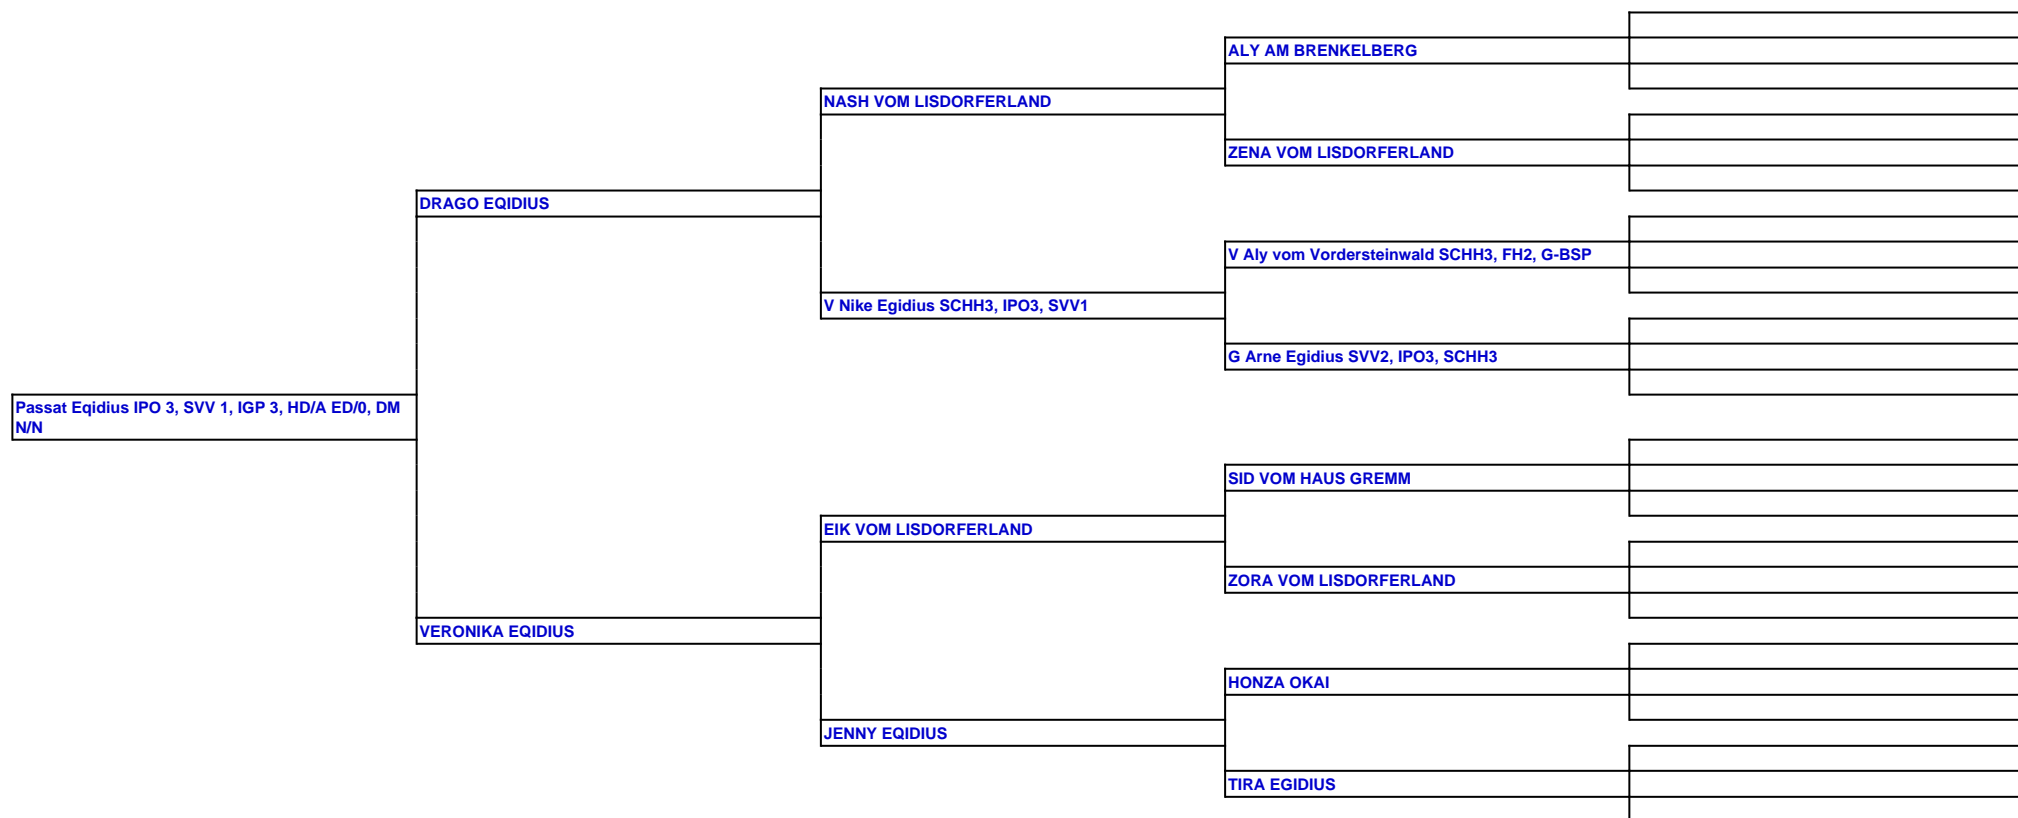 ALY AM BRENKELBERG
NASH VOM LISDORFERLAND
ZENA VOM LISDORFERLAND
DRAGO EQIDIUS
V Aly vom Vordersteinwald SCHH3, FH2, G-BSP
V Nike Egidius SCHH3, IPO3, SVV1
G Arne Egidius SVV2, IPO3, SCHH3
Passat Eqidius IPO 3, SVV 1, IGP 3, HD/A ED/0, DM
N/N
SID VOM HAUS GREMM
EIK VOM LISDORFERLAND
ZORA VOM LISDORFERLAND
VERONIKA EQIDIUS
HONZA OKAI
JENNY EQIDIUS
TIRA EGIDIUS